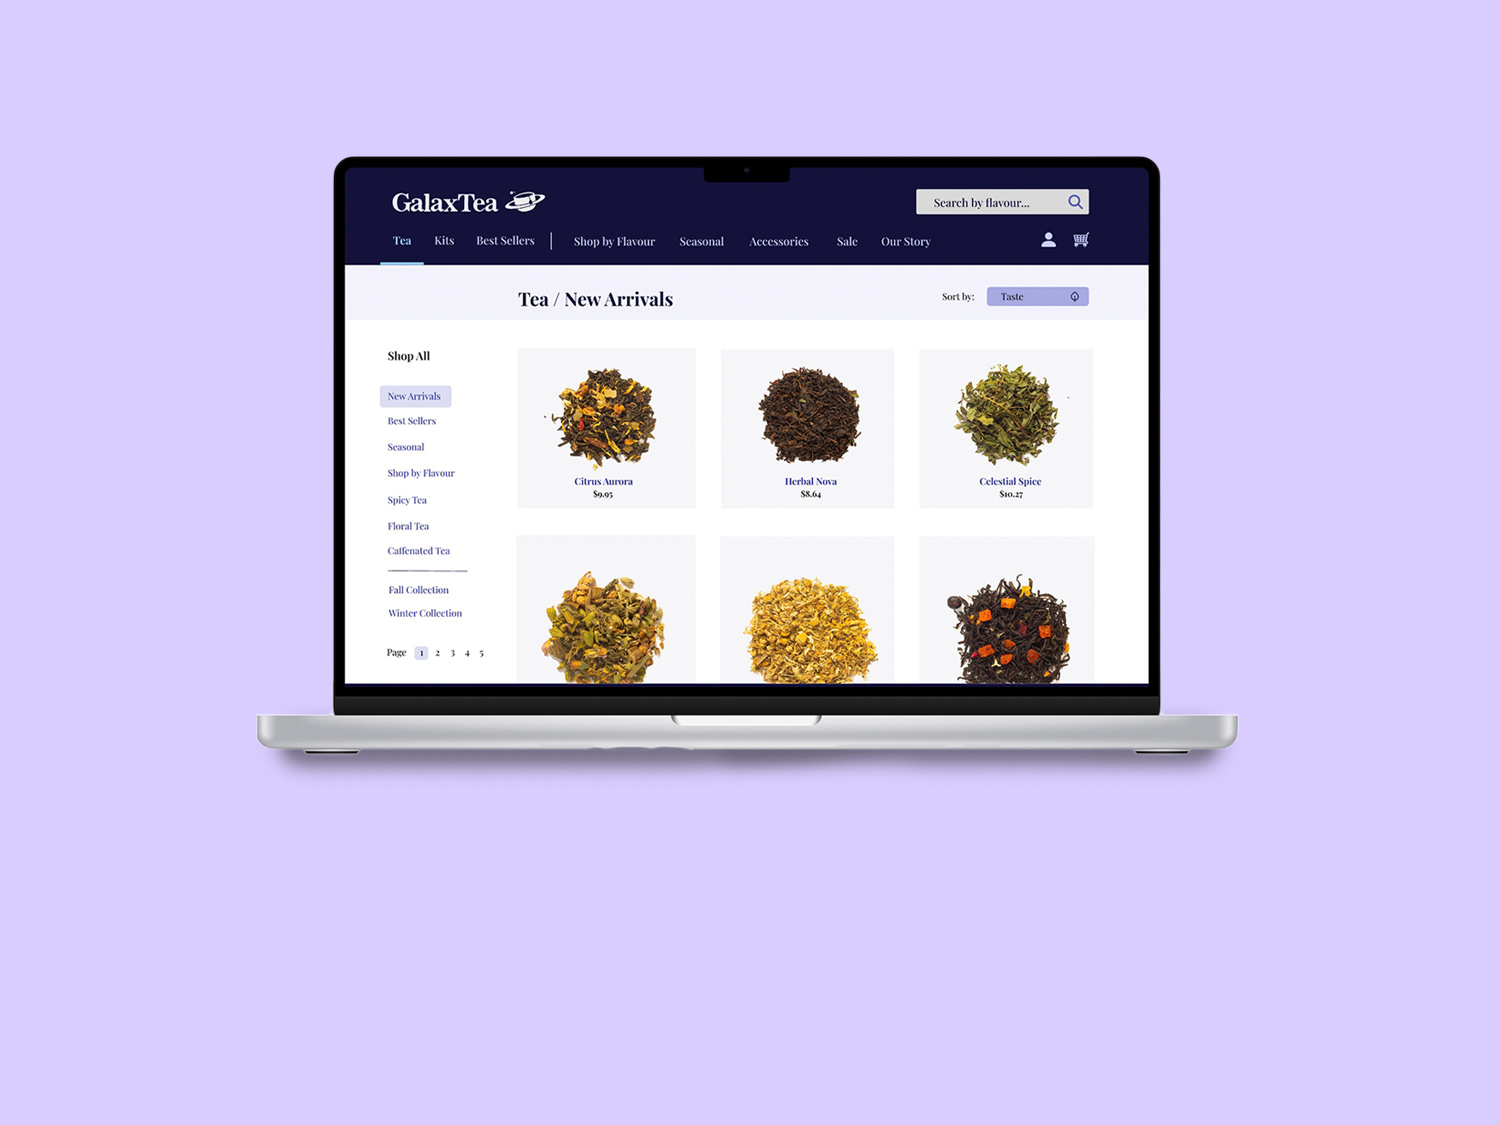 GalaxTea
Search by flavour...
Tea Kits Best Sellers Shop by Flavour Seasonal Accessories Sale Our Story
Tea / New Arrivals
Sort by: Taste
Shop All
New Arrivals
Best Sellers
Seasonal
Shop by Flavour
Spicy Tea
Floral Tea
Caffenated Tea
Fall Collection
Winter Collection
Page 1 2 3 4 5
Citrus Aurora
$9.95
Herbal Nova
$8.64
Celestial Spice
$10.27